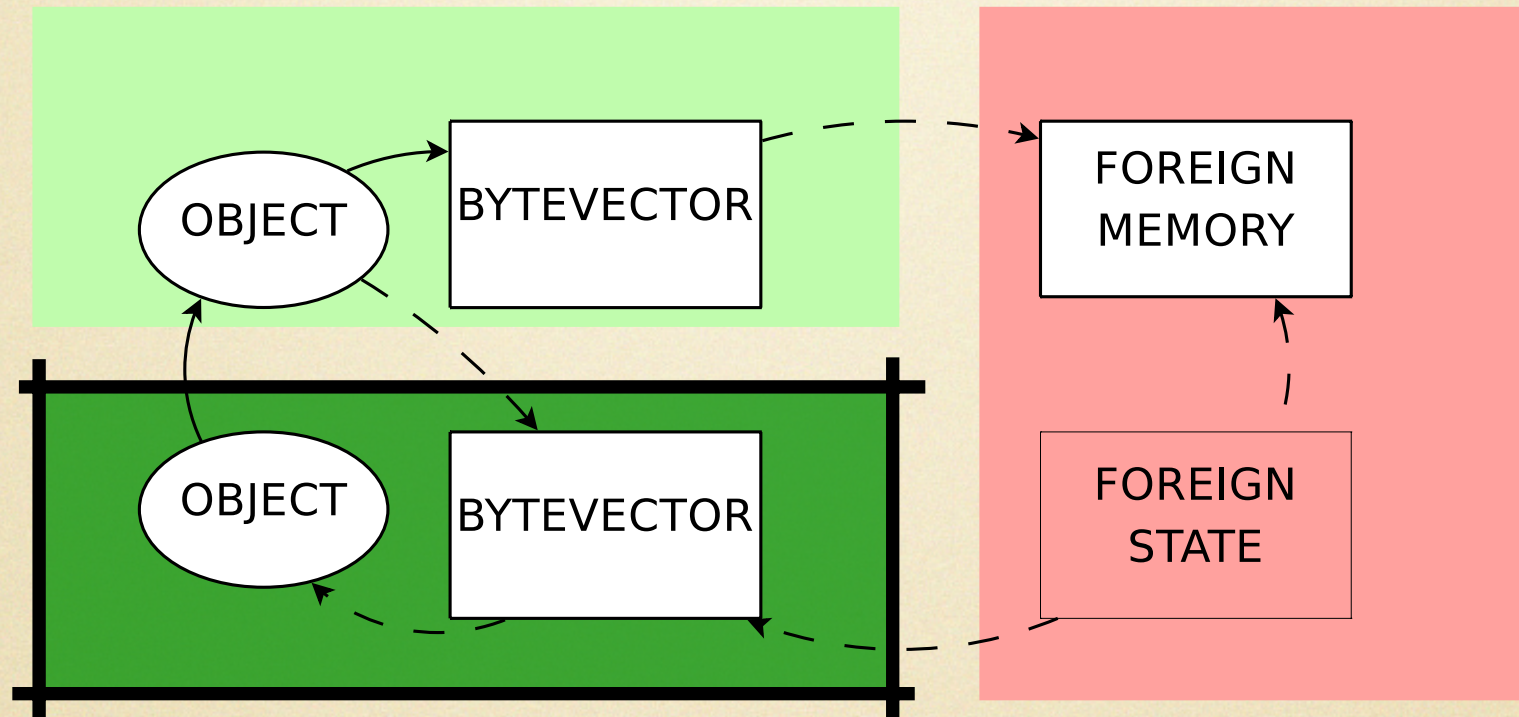 OBJECT
BYTEVECTOR
FOREIGN
MEMORY
OBJECT
BYTEVECTOR
FOREIGN
STATE